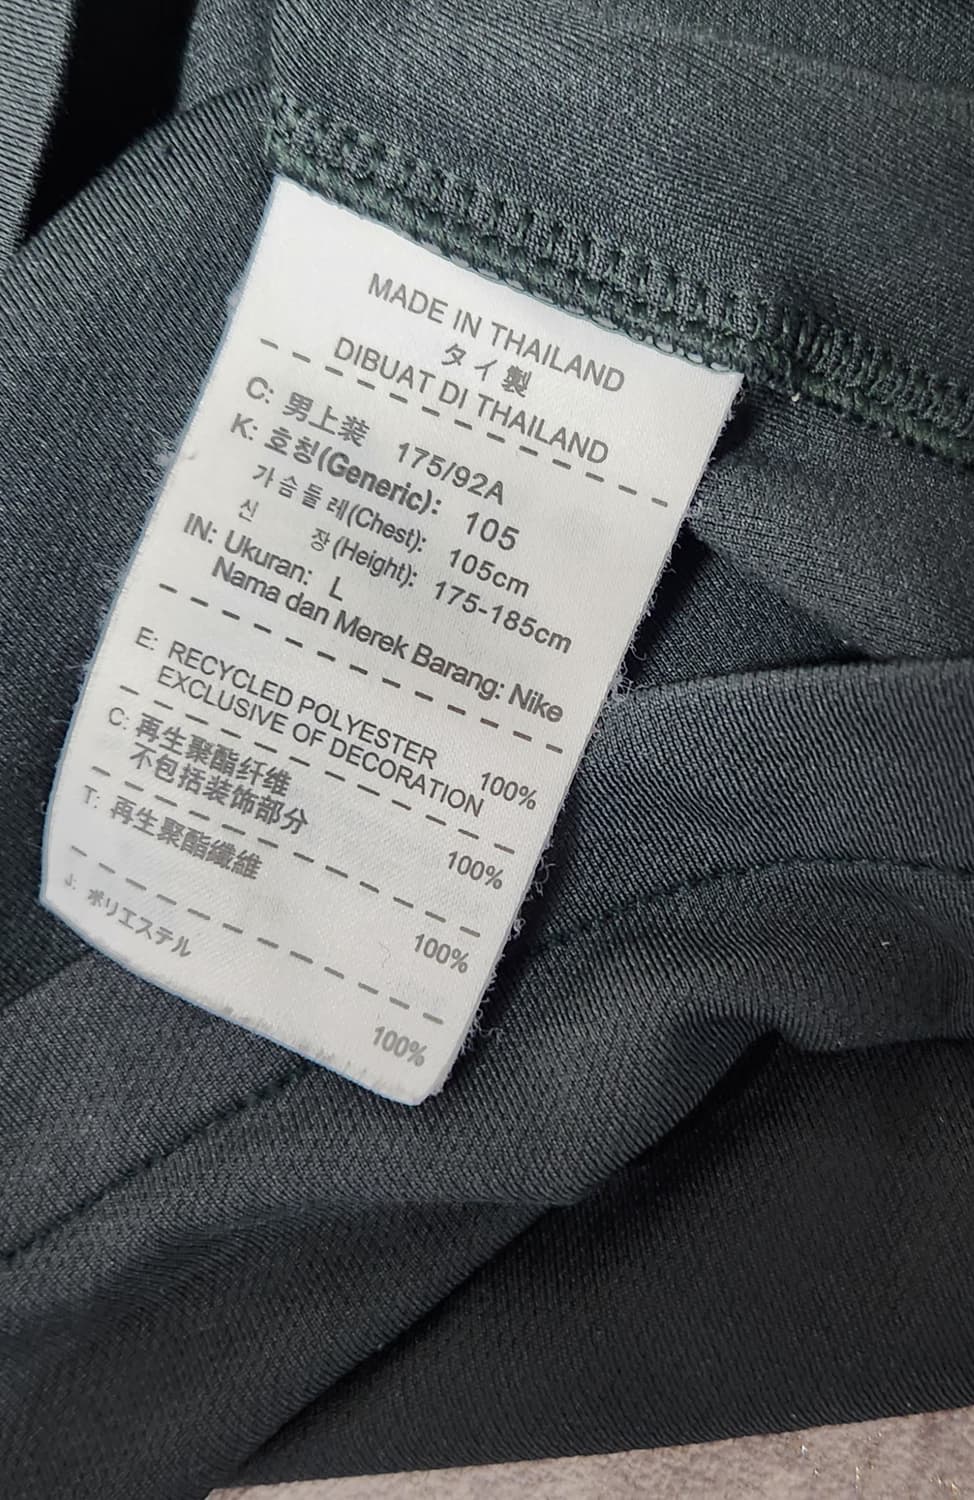 MADE IN THAILAND
タイ製
DIBUAT DI THAILAND
C: 男上装 175/92A
K: 호칭(Generic): 105
가슴둘레(Chest): 105cm
신 장(Height): 175-185cm
IN: Ukuran: L
Nama dan Merek Barang: Nike
E: RECYCLED POLYESTER 100%
EXCLUSIVE OF DECORATION
C: 再生聚酯纤维 100%
不包括装饰部分
T: 再生聚酯纖維 100%
J: ポリエステル 100%